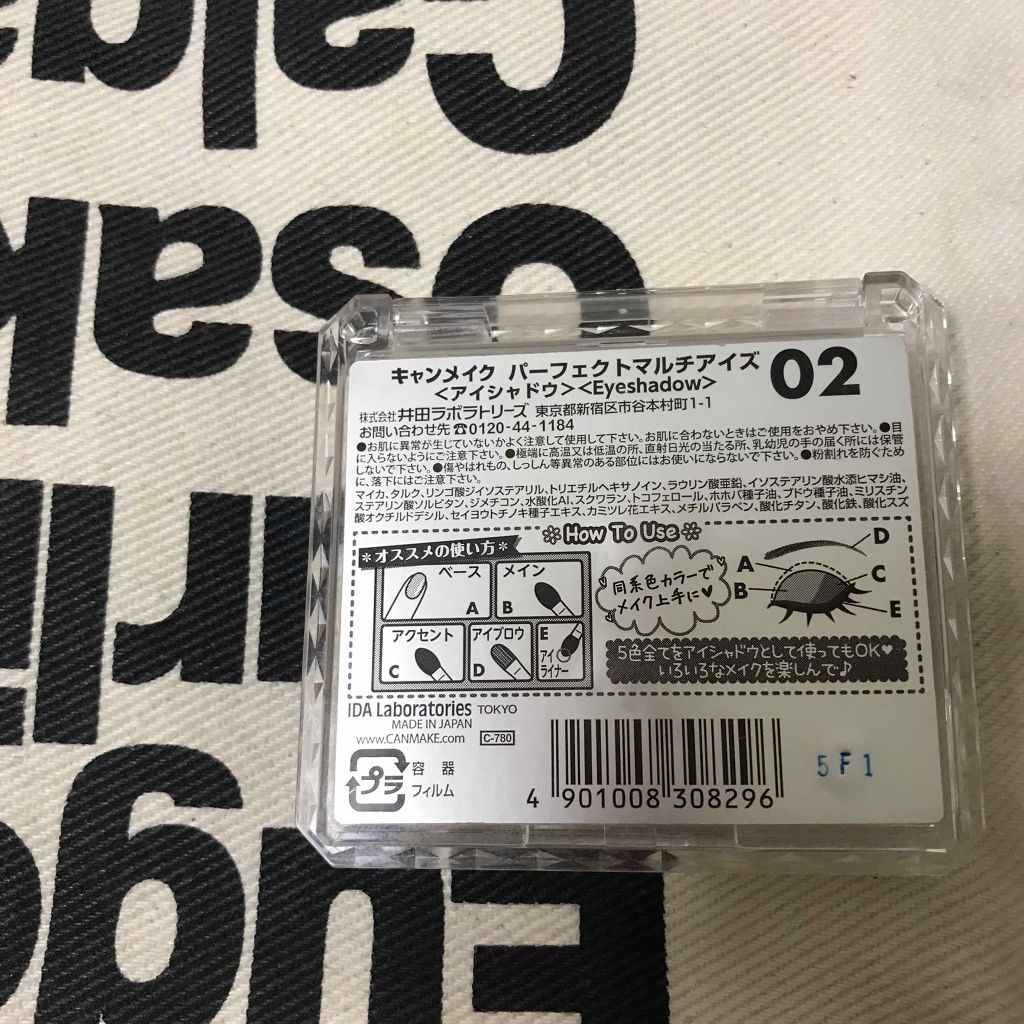 キャンメイク パーフェクトマルチアイズ
<アイシャドウ><Eyeshadow>
02
株式会社 井田ラボラトリーズ 東京都新宿区市谷本村町1-1
お問い合わせ先 ☎0120-44-1184
●お肌に異常が生じていないかよく注意して使用して下さい。お肌に合わないときはご使用をおやめ下さい。●目
に入らないようにご注意下さい。●極端に高温又は低温の所、直射日光の当たる所、乳幼児の手の届く所には保管
しないで下さい。●傷やはれもの、しっしん等異常のある部位にはお使いにならないで下さい。●粉割れを防ぐため
に、落下にはご注意下さい。
マイカ、タルク、リンゴ酸ジイソステアリル、トリエチルヘキサノイン、ラウリン酸亜鉛、イソステアリン酸水添ヒマシ油、
ステアリン酸ソルビタン、ジメチコン、水酸化Al、スクワラン、トコフェロール、ホホバ種子油、ブドウ種子油、ミリスチン
酸オクチルドデシル、セイヨウトチノキ種子エキス、カミツレ花エキス、メチルパラベン、酸化チタン、酸化鉄、酸化スズ
How To Use
*オススメの使い方*
ベース
A
メイン
B
アクセント
C
アイブロウ
D
E
アイ
ライナー
同系色カラーで
メイク上手に♥
A
B
D
C
E
5色全てをアイシャドウとして使ってもOK♥
いろいろなメイクを楽しんで♪
IDA Laboratories TOKYO
MADE IN JAPAN
www.CANMAKE.com C-780
プラ
容器
フィルム
4 901008 308296
5F1
Osak